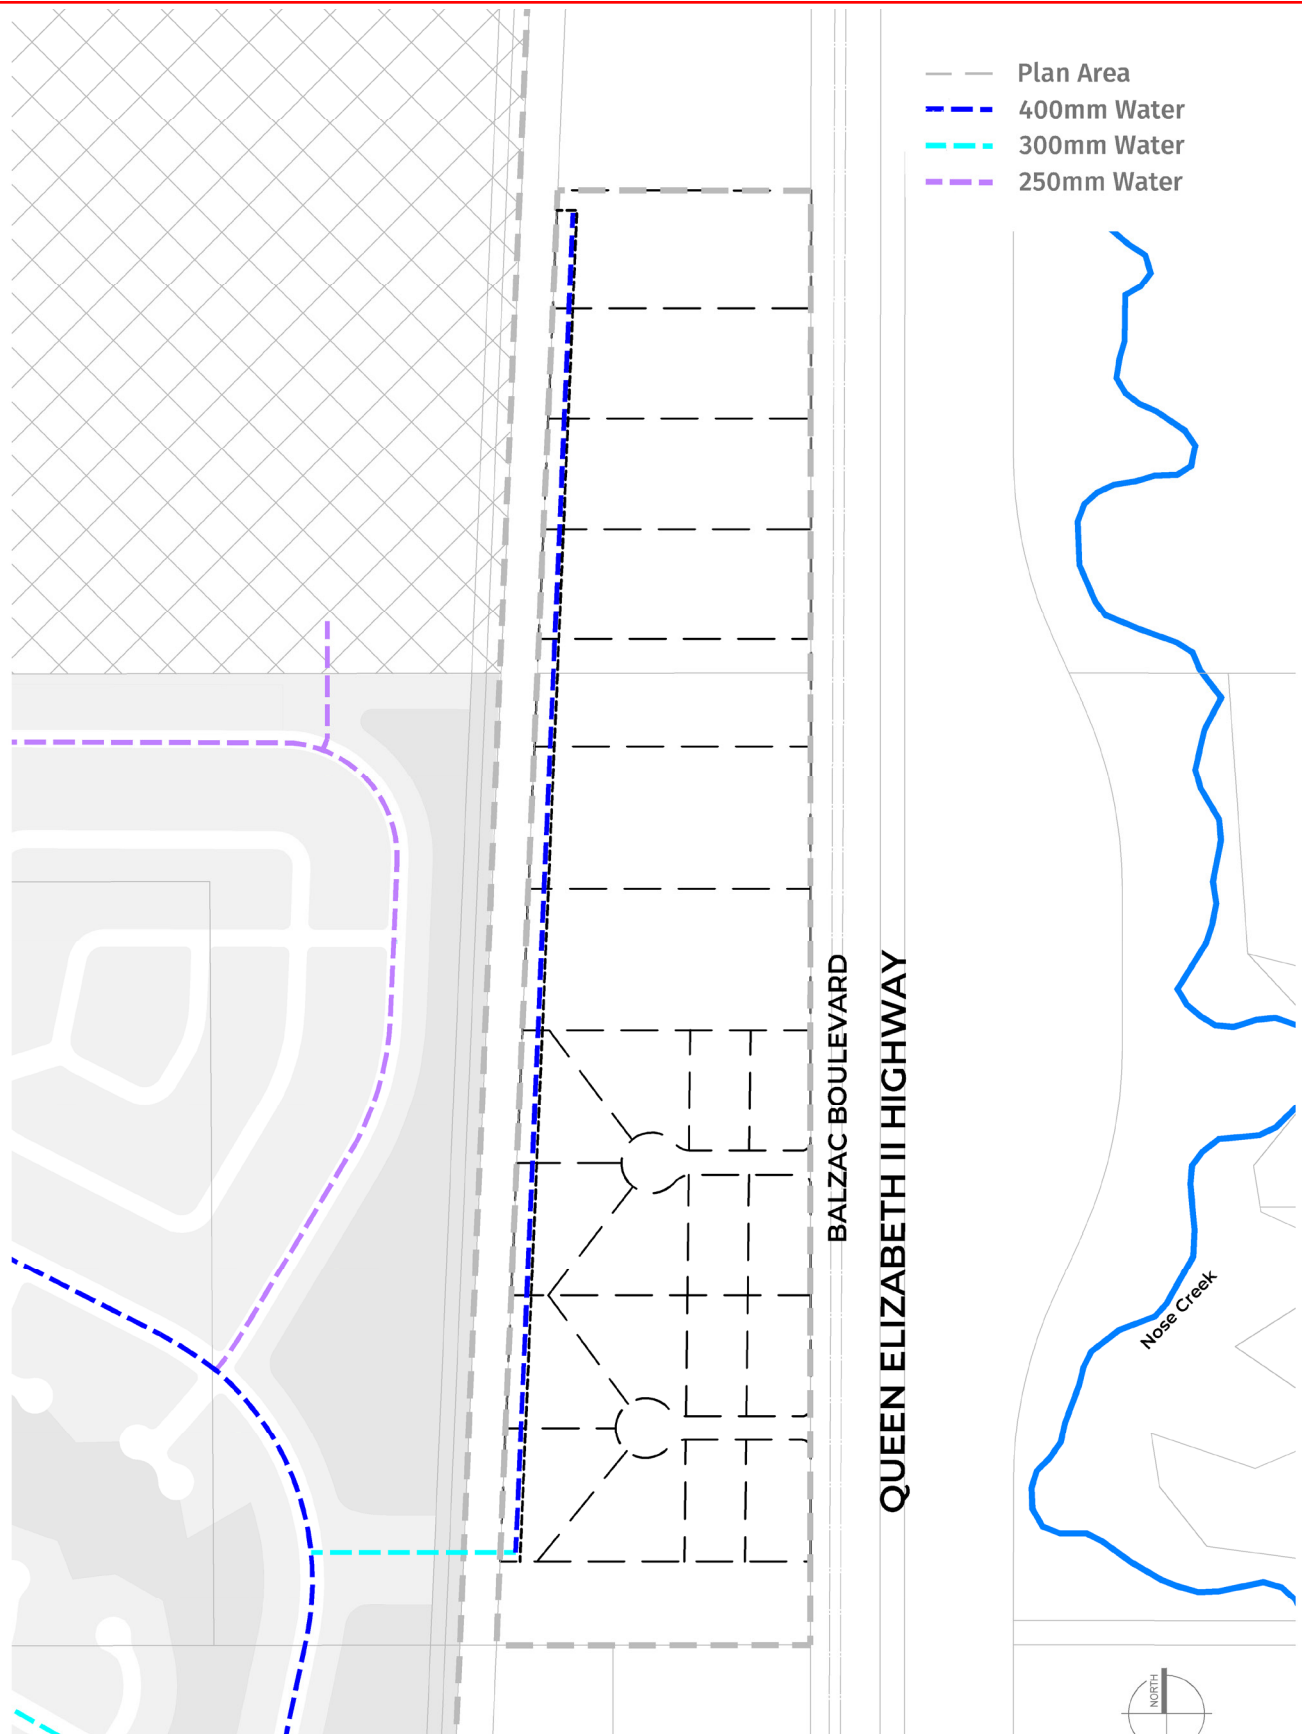 Plan Area
400mm Water
300mm Water
250mm Water
BALZAC BOULEVARD
QUEEN ELIZABETH II HIGHWAY
Nose Creek
NORTH